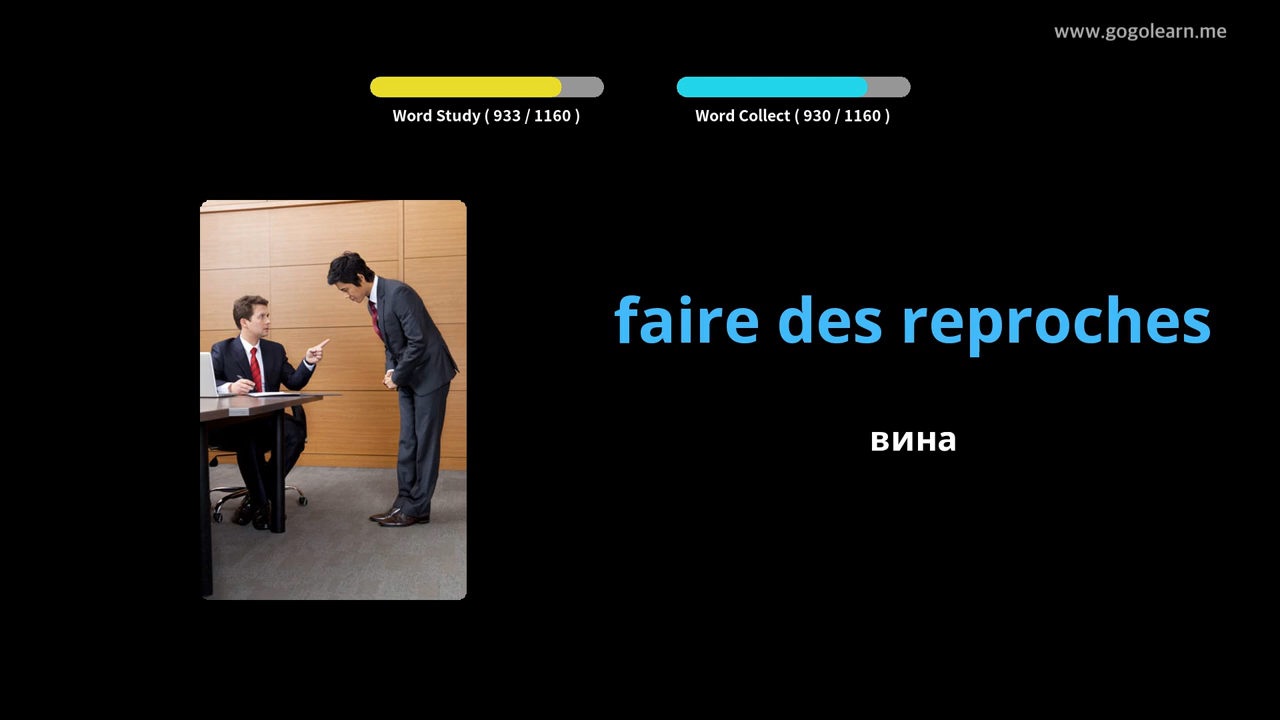 www.gogolearn.me
Word Study ( 933 / 1160 )
Word Collect ( 930 / 1160 )
faire des reproches
вина